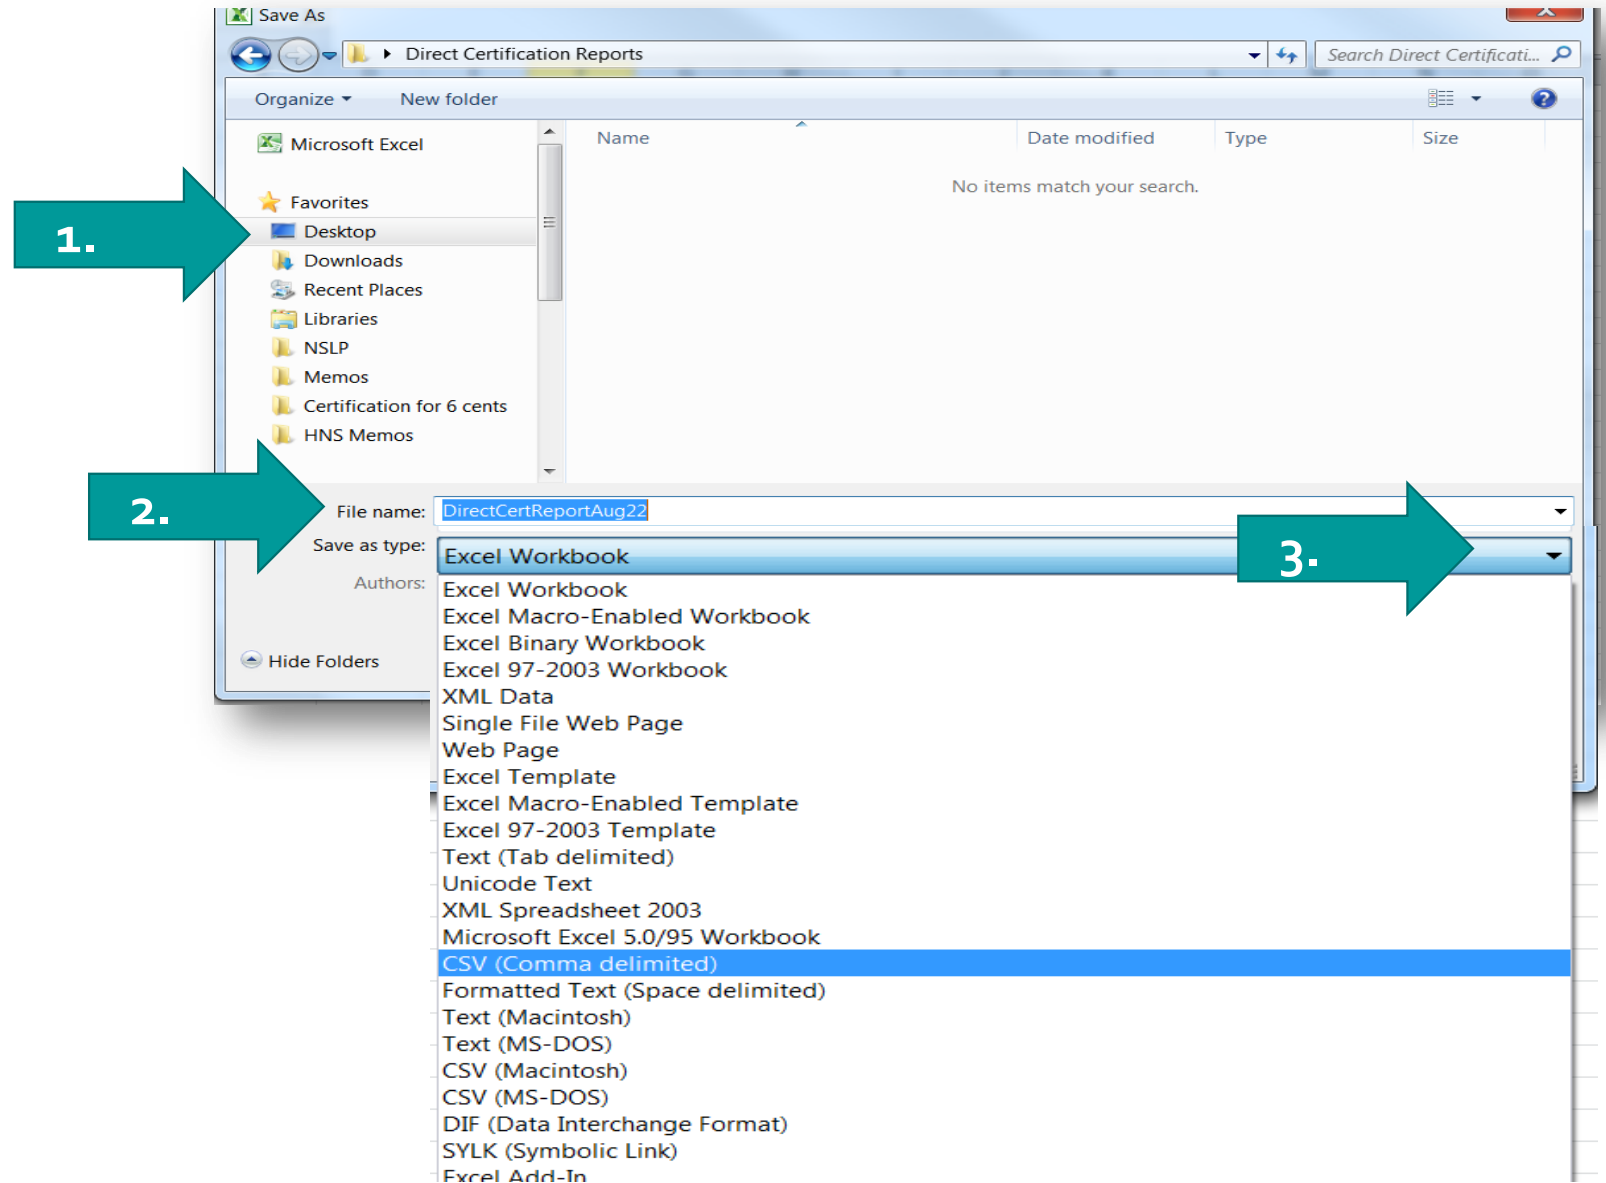 Save As
Direct Certification Reports
Search Direct Certificati...
Organize
New folder
Microsoft Excel
Name
Date modified
Type
Size
No items match your search.
Favorites
1.
Desktop
Downloads
Recent Places
Libraries
NSLP
Memos
Certification for 6 cents
HNS Memos
2.
File name:
DirectCertReportAug22
Save as type:
Excel Workbook
3.
Authors:
Excel Workbook
Excel Macro-Enabled Workbook
Excel Binary Workbook
Hide Folders
Excel 97-2003 Workbook
XML Data
Single File Web Page
Web Page
Excel Template
Excel Macro-Enabled Template
Excel 97-2003 Template
Text (Tab delimited)
Unicode Text
XML Spreadsheet 2003
Microsoft Excel 5.0/95 Workbook
CSV (Comma delimited)
Formatted Text (Space delimited)
Text (Macintosh)
Text (MS-DOS)
CSV (Macintosh)
CSV (MS-DOS)
DIF (Data Interchange Format)
SYLK (Symbolic Link)
Excel Add-In